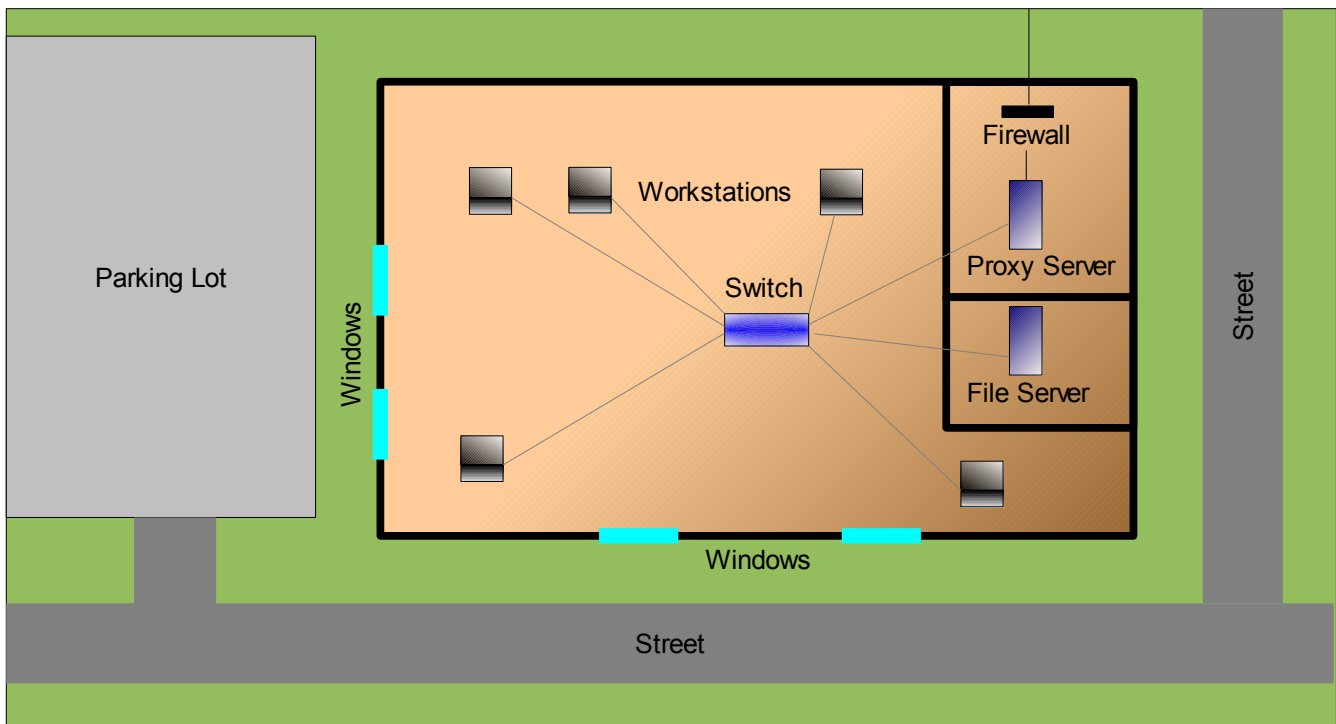 Firewall
Workstations
Proxy Server
Parking Lot
Switch
Street
Windows
File Server
Windows
Street